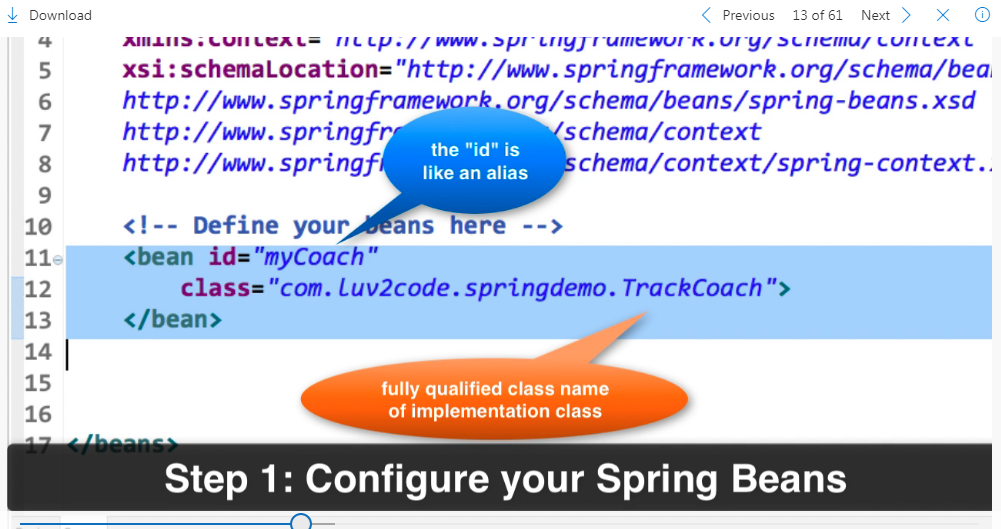 Download
Previous 13 of 61 Next
4 xmlns:context="http://www.springframework.org/schema/context
5 xsi:schemaLocation="http://www.springframework.org/schema/bea
6 http://www.springframework.org/schema/beans/spring-beans.xsd
7 http://www.springf /schema/context
8 http://www.springf schema/context/spring-context.
the "id" is
like an alias
9
10 <!-- Define your beans here -->
11 <bean id="myCoach"
12 class="com.luv2code.springdemo.TrackCoach">
13 </bean>
14
fully qualified class name
of implementation class
15
16
17 </beans>
Step 1: Configure your Spring Beans